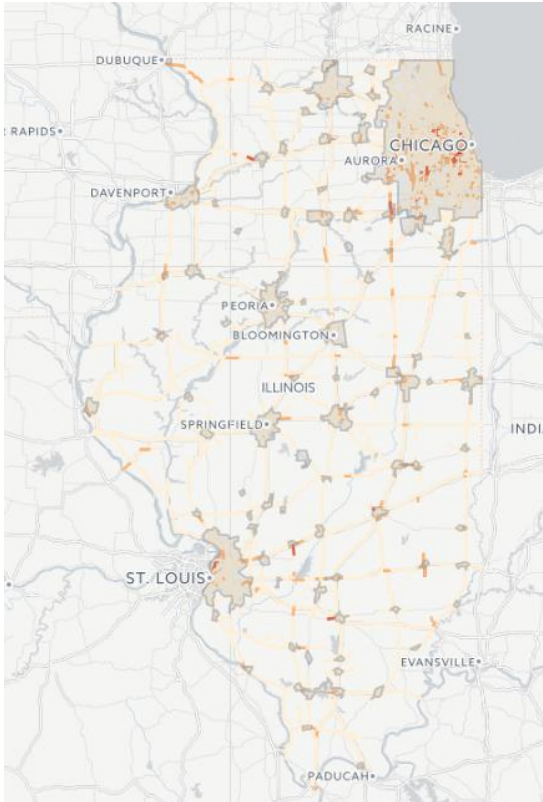 RACINE
DUBUQUE
R RAPIDS
CHICAGO
AURORA
DAVENPORT
PEORIA
BLOOMINGTON
ILLINOIS
SPRINGFIELD
INDI
ST. LOUIS
EVANSVILLE
PADUCAH